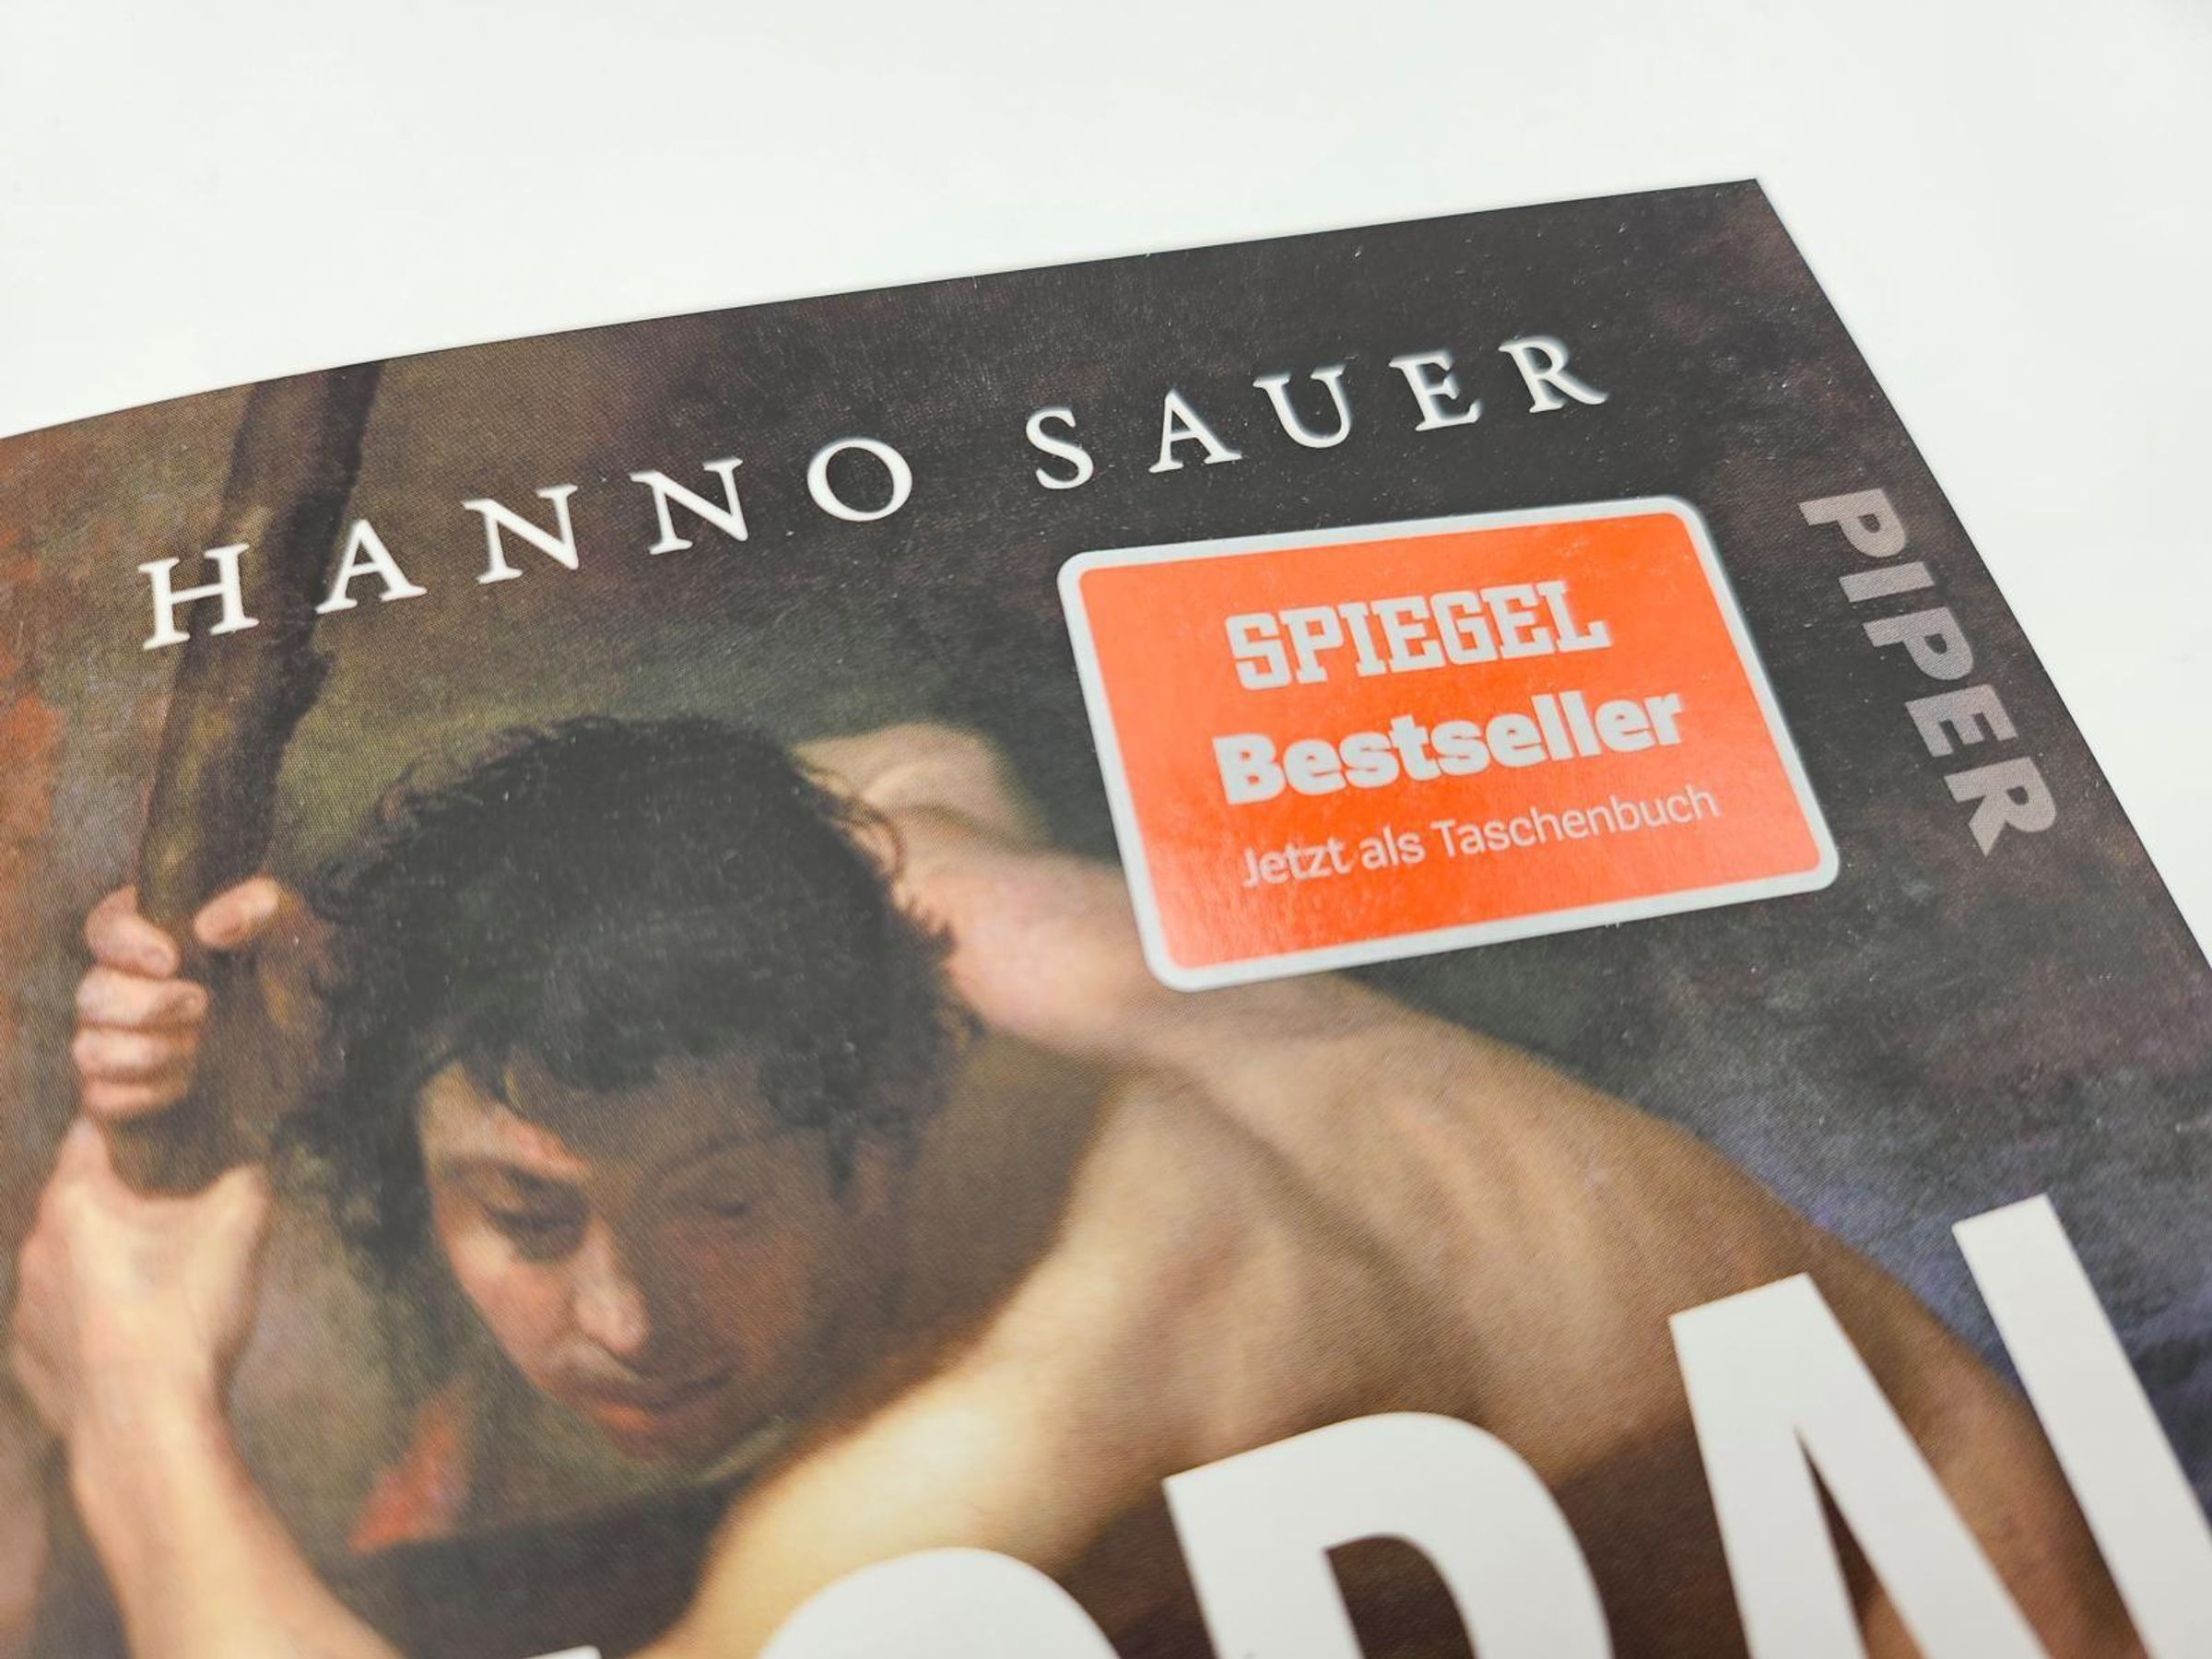 HANNO SAUER
SPIEGEL
Bestseller
Jetzt als Taschenbuch
PIPER